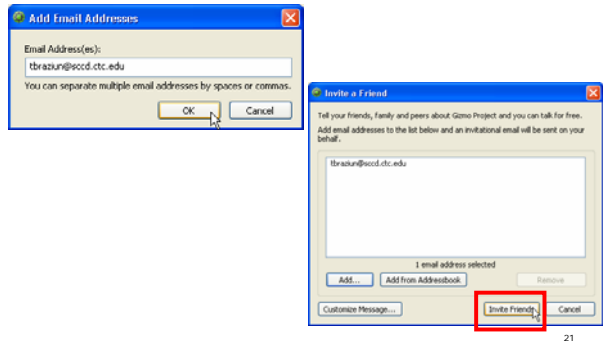 Add Email Addresses
Email Address(es):
tbraziun@sccd.ctc.edu
You can separate multiple email addresses by spaces or commas.
OK Cancel
Invite a Friend
Tell your friends, family and peers about Gizmo Project and you can talk for free.
Add email addresses to the list below and an invitational email will be sent on your
behalf.
tbraziun@sccd.ctc.edu
1 email address selected
Add... Add from Addressbook Remove
Customize Message... Invite Friends Cancel
21